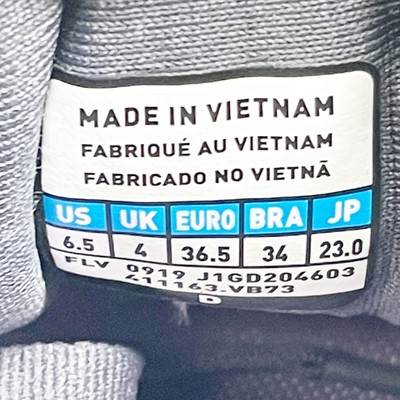 MADE IN VIETNAM
FABRIQUÉ AU VIETNAM
FABRICADO NO VIETNÃ
US UK EURO BRA JP
6.5 4 36.5 34 23.0
FLV 0919 J1GD204603
411163.VB73
D